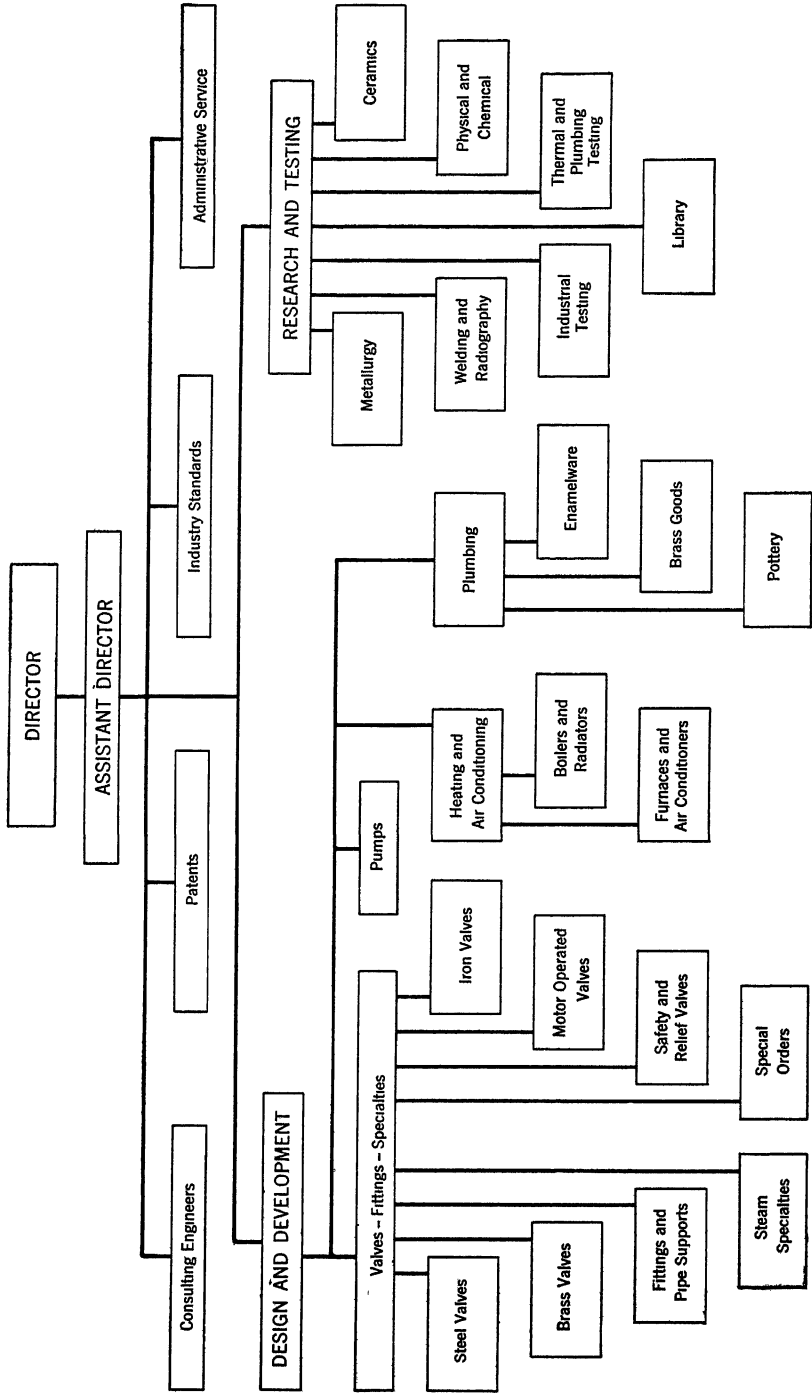 DIRECTOR
ASSISTANT DIRECTOR
Consulting Engineers
Patents
Industry Standards
Administrative Service
DESIGN AND DEVELOPMENT
RESEARCH AND TESTING
Valves – Fittings – Specialties
Pumps
Heating and
Air Conditioning
Plumbing
Steel Valves
Brass Valves
Fittings and
Pipe Supports
Steam
Specialties
Special
Orders
Safety and
Relief Valves
Motor Operated
Valves
Iron Valves
Boilers and
Radiators
Furnaces and
Air Conditioners
Enamelware
Brass Goods
Pottery
Metallurgy
Welding and
Radiography
Industrial
Testing
Library
Thermal and
Plumbing
Testing
Physical and
Chemical
Ceramics